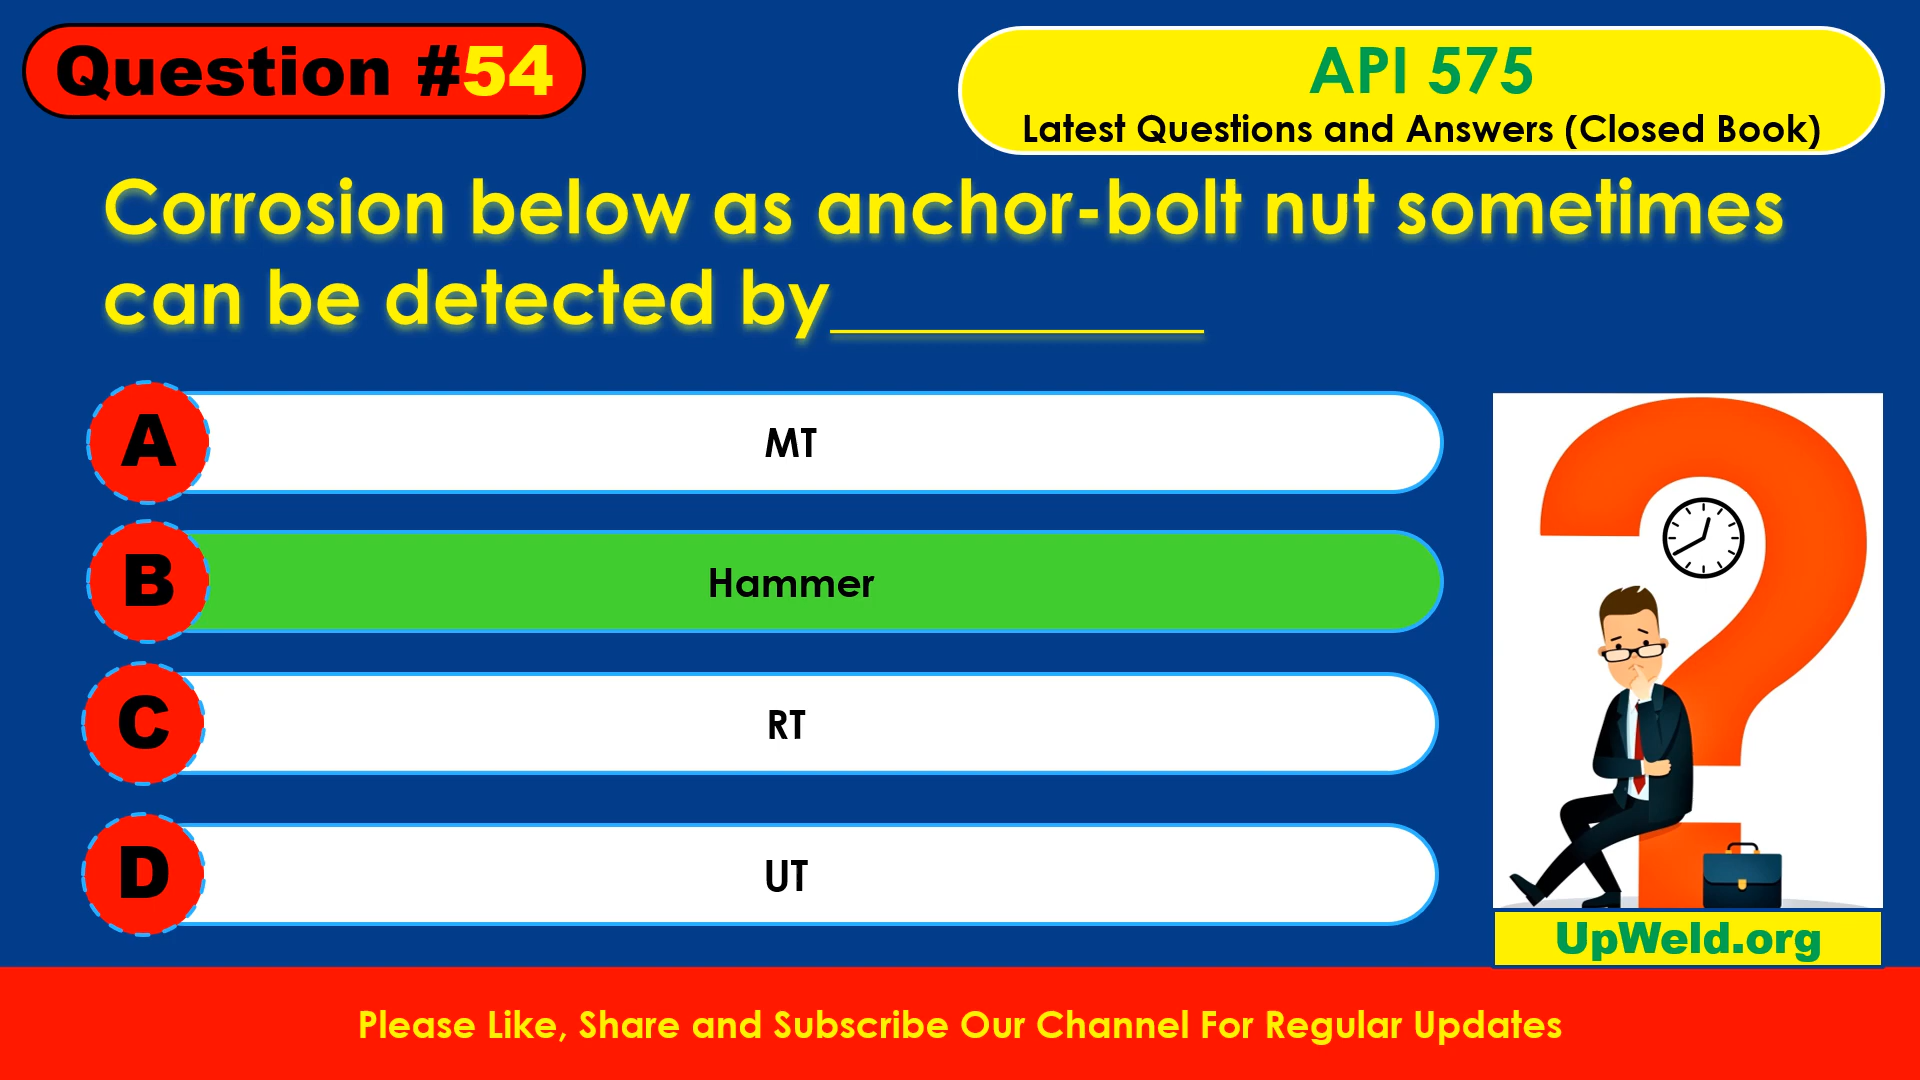 Question #54
API 575
Latest Questions and Answers (Closed Book)
Corrosion below as anchor-bolt nut sometimes
can be detected by__________
A
MT
B
Hammer
C
RT
D
UT
UpWeld.org
Please Like, Share and Subscribe Our Channel For Regular Updates